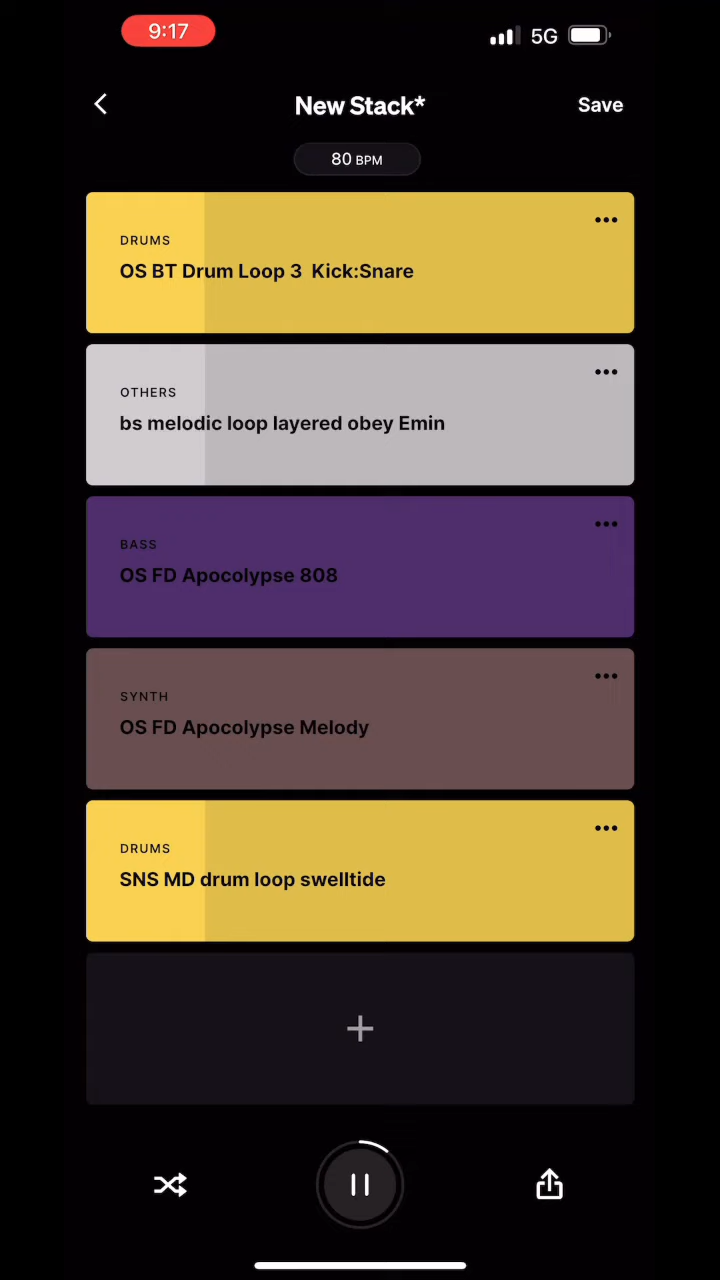 9:17
5G
New Stack*
Save
80 BPM
DRUMS
OS BT Drum Loop 3  Kick:Snare
OTHERS
bs melodic loop layered obey Emin
BASS
OS FD Apocolypse 808
SYNTH
OS FD Apocolypse Melody
DRUMS
SNS MD drum loop swelltide